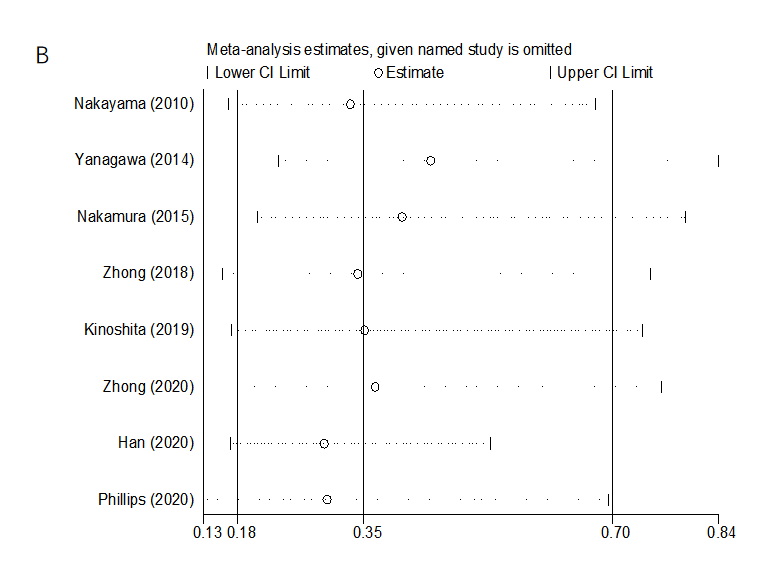 B
Meta-analysis estimates, given named study is omitted
Lower CI Limit Estimate Upper CI Limit
Nakayama (2010)
Yanagawa (2014)
Nakamura (2015)
Zhong (2018)
Kinoshita (2019)
Zhong (2020)
Han (2020)
Phillips (2020)
0.13 0.18 0.35 0.70 0.84